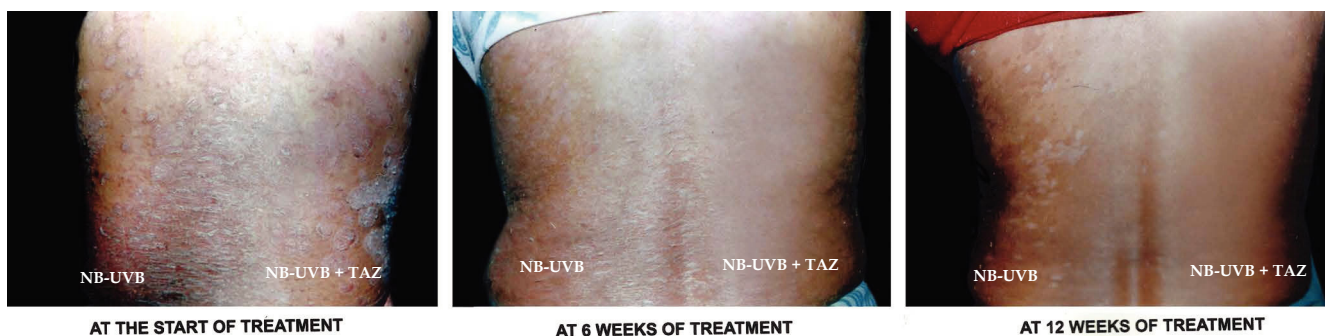 NB-UVB
NB-UVB + TAZ
AT THE START OF TREATMENT
NB-UVB
NB-UVB + TAZ
AT 6 WEEKS OF TREATMENT
NB-UVB
NB-UVB + TAZ
AT 12 WEEKS OF TREATMENT